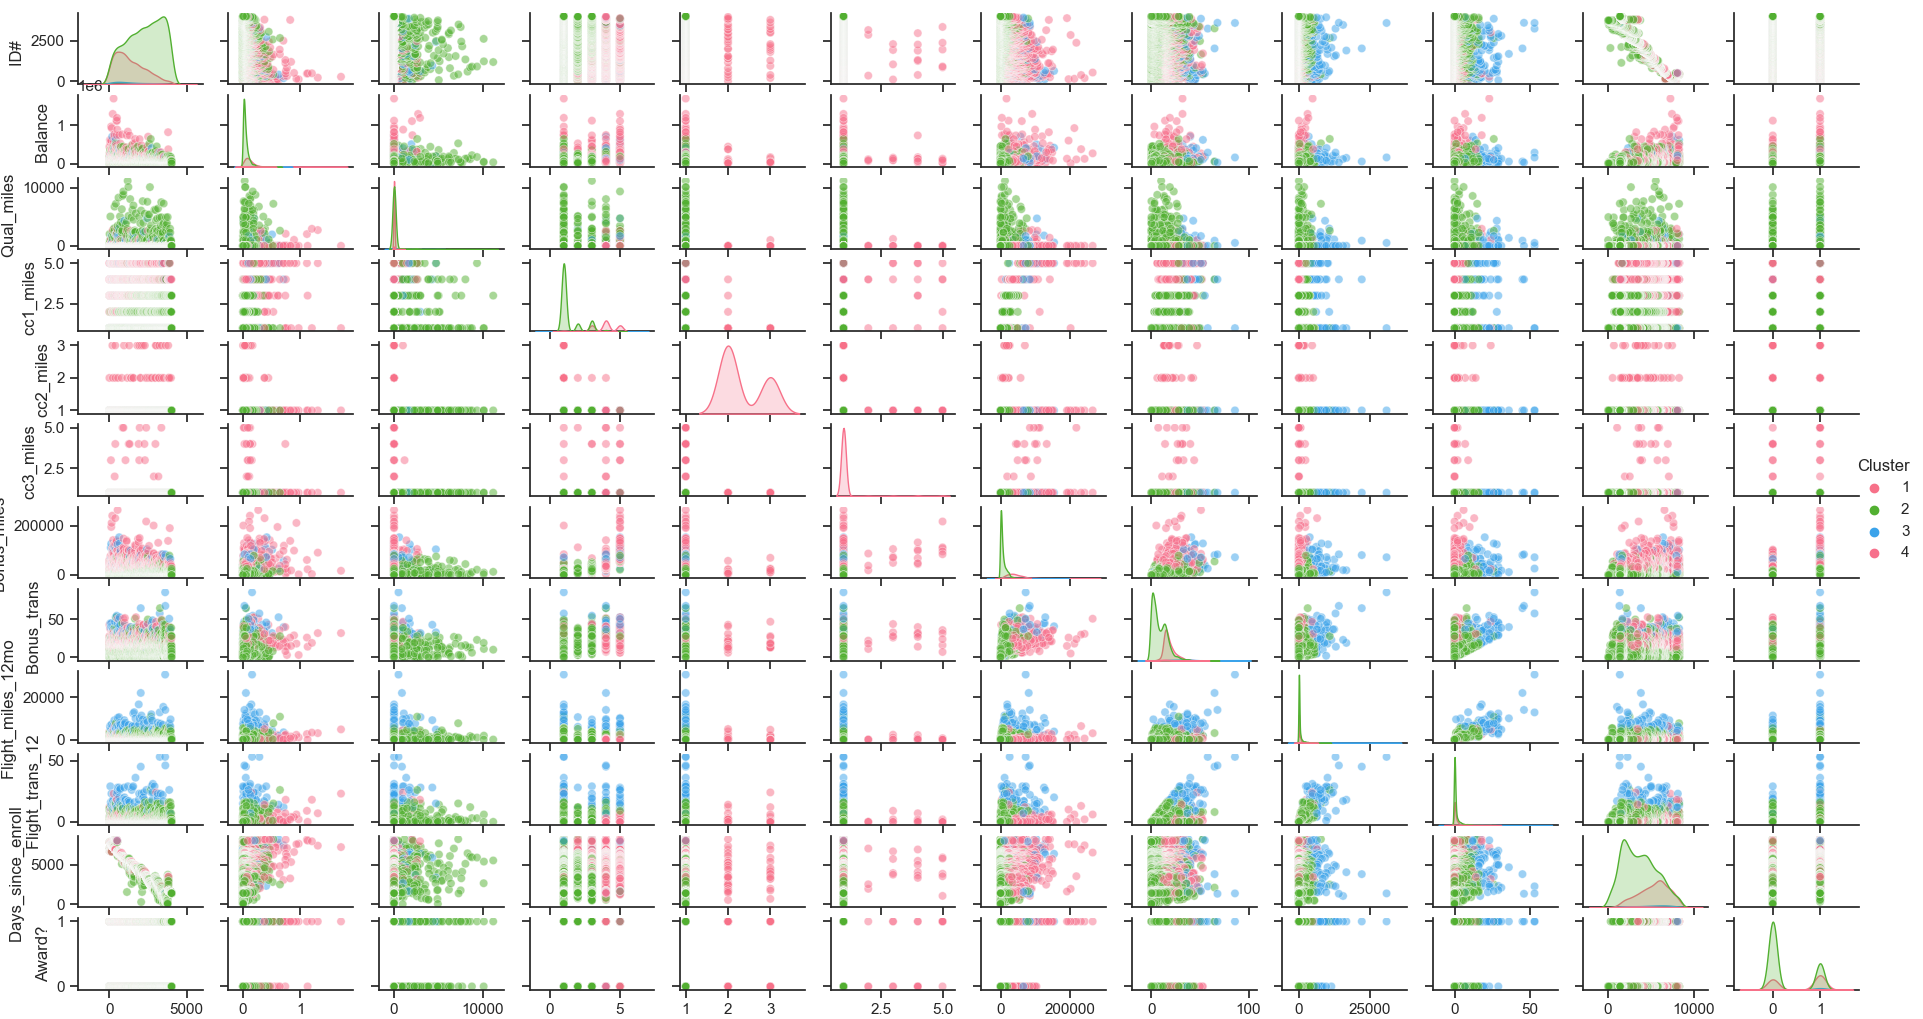 ID#
2500
0
1e6
Balance
1
0
Qual_miles
10000
0
cc1_miles
5.0
2.5
cc2_miles
3
2
1
cc3_miles
5.0
2.5
Bonus_miles
200000
0
Bonus_trans
50
0
Flight_miles_12mo
20000
0
Flight_trans_12
50
0
Days_since_enroll
5000
0
Award?
1
0
0 5000
0 1
0 10000
0 5
1 2 3
2.5 5.0
0 200000
0 100
0 25000
0 50
0 10000
0 1
Cluster
1
2
3
4